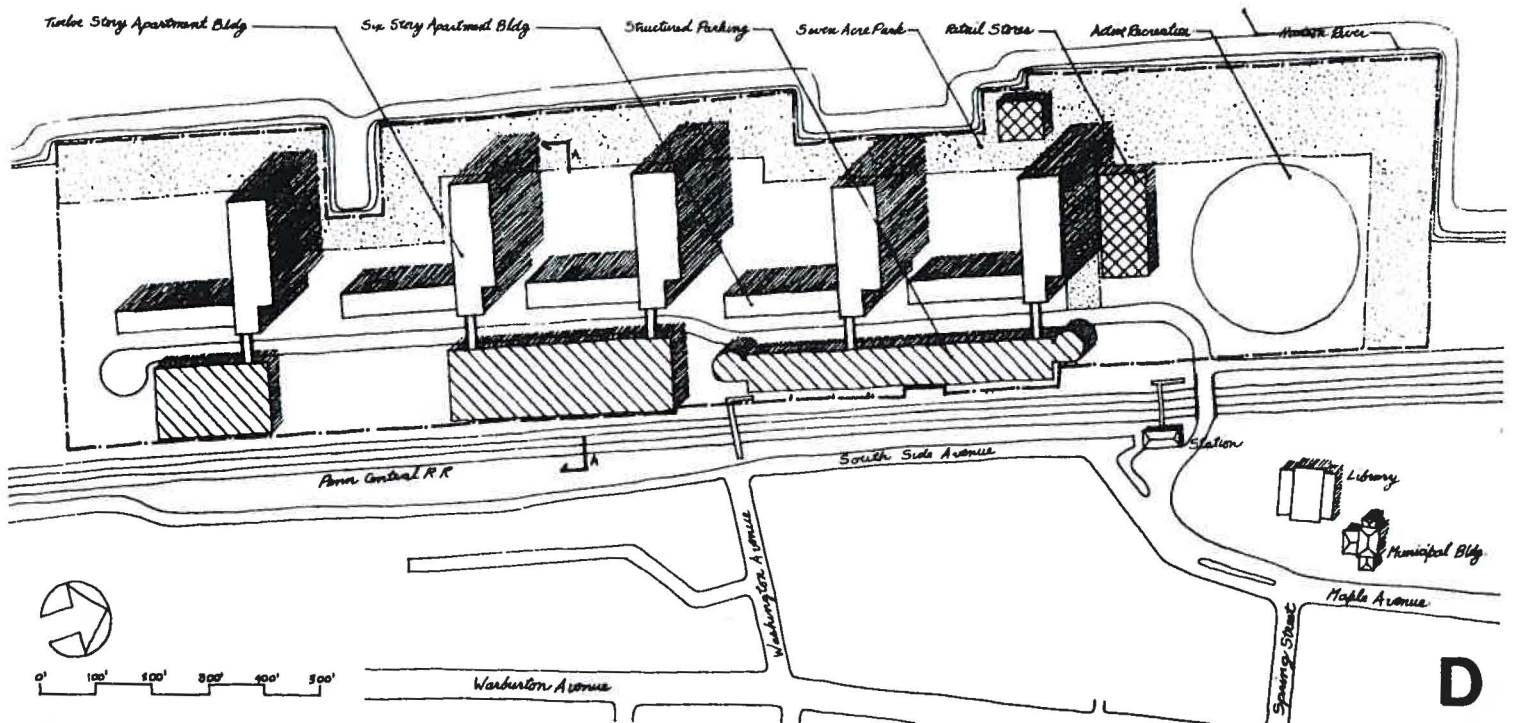 Twelve Story Apartment Bldg
Six Story Apartment Bldg
Structured Parking
Seven Acre Park
Retail Stores
Active Recreation
Hudson River
A
A
Penn Central RR
South Side Avenue
Station
Library
Municipal Bldg.
Washington Avenue
Maple Avenue
Spring Street
Warburton Avenue
0'
100'
200'
300'
400'
500'
D